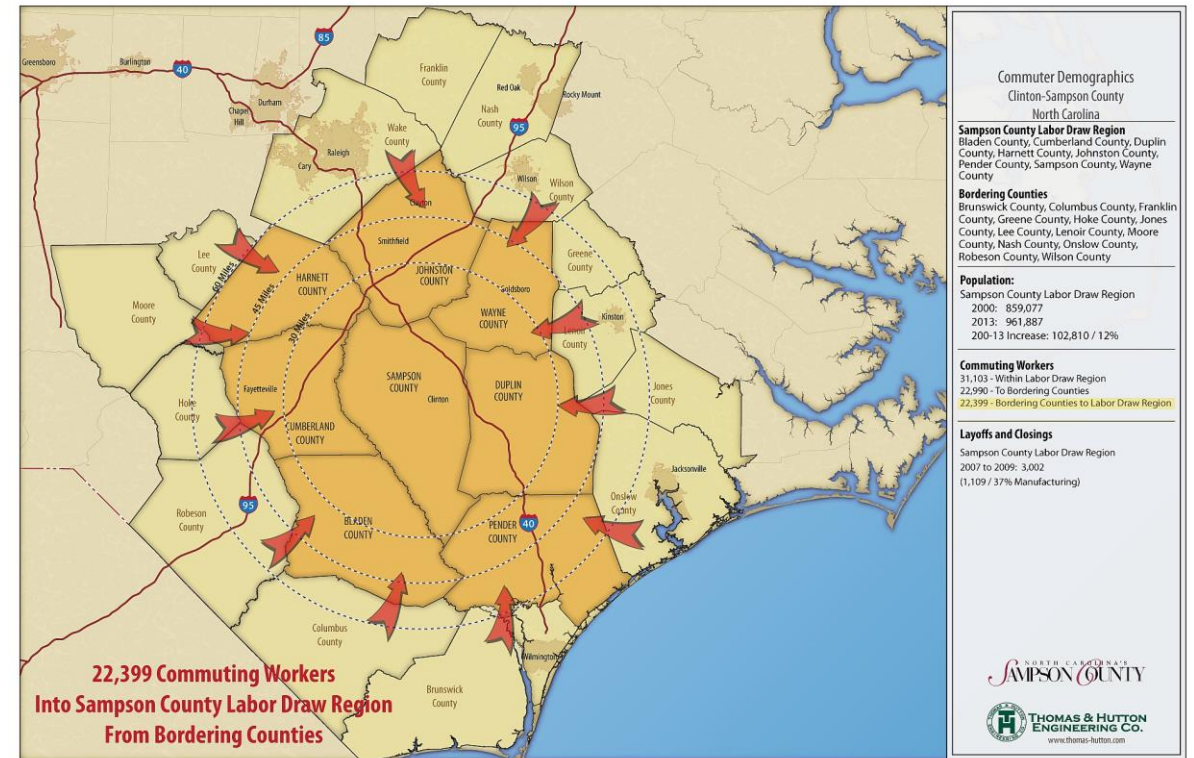 85
Greensboro
Burlington
40
Durham
Chapel
Hill
Franklin
County
Red Oak
Rocky Mount
Nash
County
95
Wake
County
Raleigh
Cary
Wilson
Wilson
County
Clayton
Smithfield
JOHNSTON
COUNTY
Lee
County
60 Miles
45 Miles
30 Miles
HARNETT
COUNTY
Greene
County
Goldsboro
WAYNE
COUNTY
Kinston
Lenoir
County
Moore
County
SAMPSON
COUNTY
Clinton
DUPLIN
COUNTY
Jones
County
Fayetteville
Hoke
County
CUMBERLAND
COUNTY
Jacksonville
Onslow
County
95
Robeson
County
BLADEN
COUNTY
PENDER
COUNTY
40
Columbus
County
Wilmington
Brunswick
County
22,399 Commuting Workers
Into Sampson County Labor Draw Region
From Bordering Counties
Commuter Demographics
Clinton-Sampson County
North Carolina
Sampson County Labor Draw Region
Bladen County, Cumberland County, Duplin
County, Harnett County, Johnston County,
Pender County, Sampson County, Wayne
County
Bordering Counties
Brunswick County, Columbus County, Franklin
County, Greene County, Hoke County, Jones
County, Lee County, Lenoir County, Moore
County, Nash County, Onslow County,
Robeson County, Wilson County
Population:
Sampson County Labor Draw Region
2000: 859,077
2013: 961,887
200-13 Increase: 102,810 / 12%
Commuting Workers
31,103 - Within Labor Draw Region
22,990 - To Bordering Counties
22,399 - Bordering Counties to Labor Draw Region
Layoffs and Closings
Sampson County Labor Draw Region
2007 to 2009: 3,002
(1,109 / 37% Manufacturing)
NORTH CAROLINA'S
SAMPSON COUNTY
THOMAS & HUTTON
TH
THOMAS & HUTTON
ENGINEERING CO.
www.thomas-hutton.com